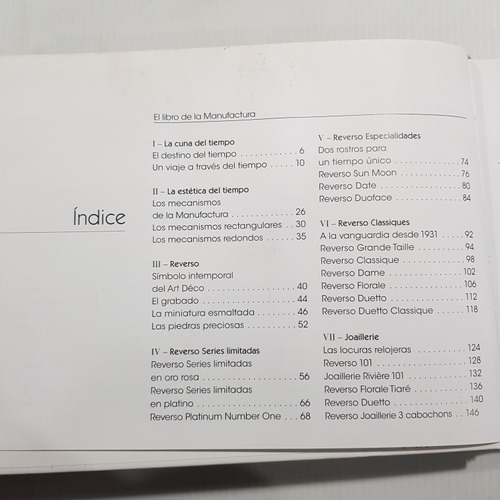 Índice
El libro de la Manufactura
I – La cuna del tiempo
El destino del tiempo ............ 6
Un viaje a través del tiempo ..... 10
II – La estética del tiempo
Los mecanismos
de la Manufactura ............ 26
Los mecanismos rectangulares .. 30
Los mecanismos redondos ...... 35
III – Reverso
Símbolo intemporal
del Art Déco ................ 40
El grabado .................. 44
La miniatura esmaltada ....... 46
Las piedras preciosas ......... 52
IV – Reverso Series limitadas
Reverso Series limitadas
en oro rosa .................. 56
Reverso Series limitadas
en platino ................... 66
Reverso Platinum Number One ... 68
V – Reverso Especialidades
Dos rostros para
un tiempo único .............. 74
Reverso Sun Moon ............ 76
Reverso Date ................. 80
Reverso Duoface .............. 84
VI – Reverso Classiques
A la vanguardia desde 1931 ..... 92
Reverso Grande Taille .......... 94
Reverso Classique ............. 98
Reverso Dame ................ 102
Reverso Florale ............... 106
Reverso Duetto ............... 112
Reverso Duetto Classique ...... 118
VII – Joaillerie
Las locuras relojeras .......... 124
Reverso 101 ................. 128
Joaillerie Rivière 101 .......... 132
Reverso Florale Tiaré .......... 136
Reverso Duetto .............. 140
Reverso Joaillerie 3 cabochons .. 146